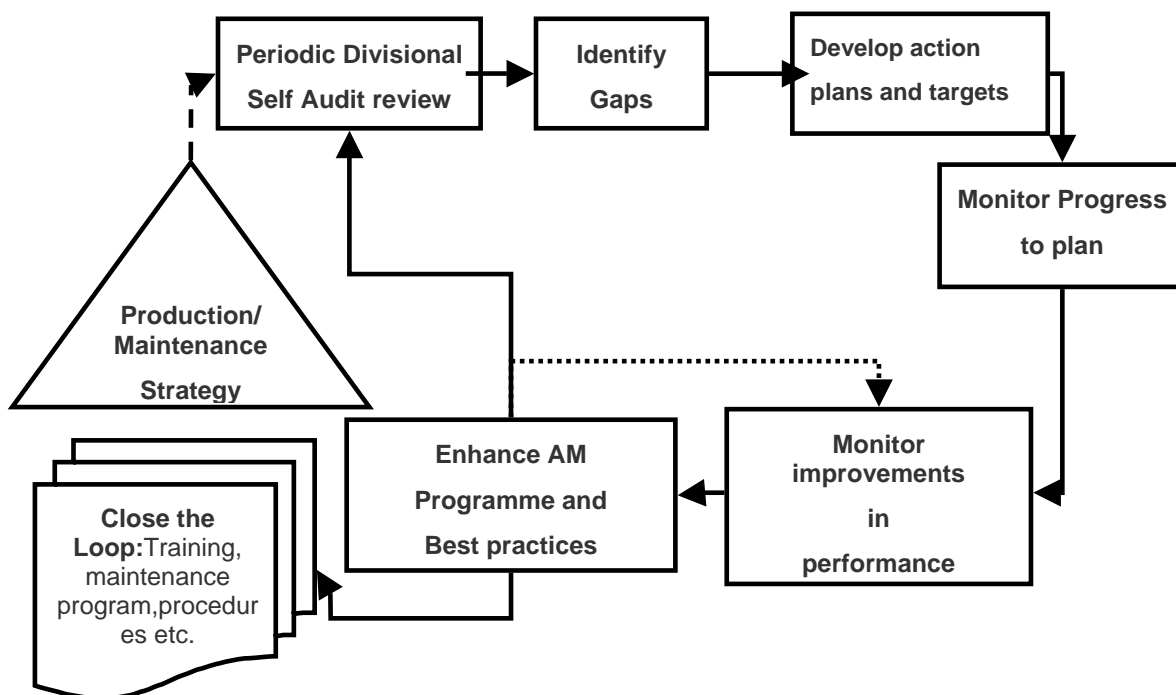 Periodic Divisional
Self Audit review
Identify
Gaps
Develop action
plans and targets
Monitor Progress
to plan
Production/
Maintenance
Strategy
Enhance AM
Programme and
Best practices
Monitor
improvements
in
performance
Close the
Loop:Training,
maintenance
program,procedur
es etc.